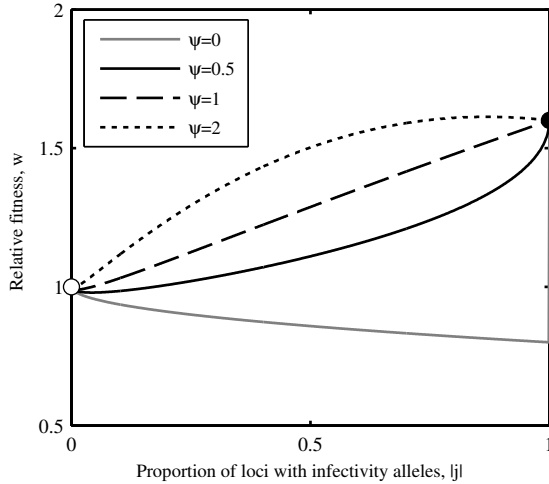 2
ψ=0
ψ=0.5
ψ=1
ψ=2
1.5
Relative fitness, w
1
0.5
0
0.5
1
Proportion of loci with infectivity alleles, |j|